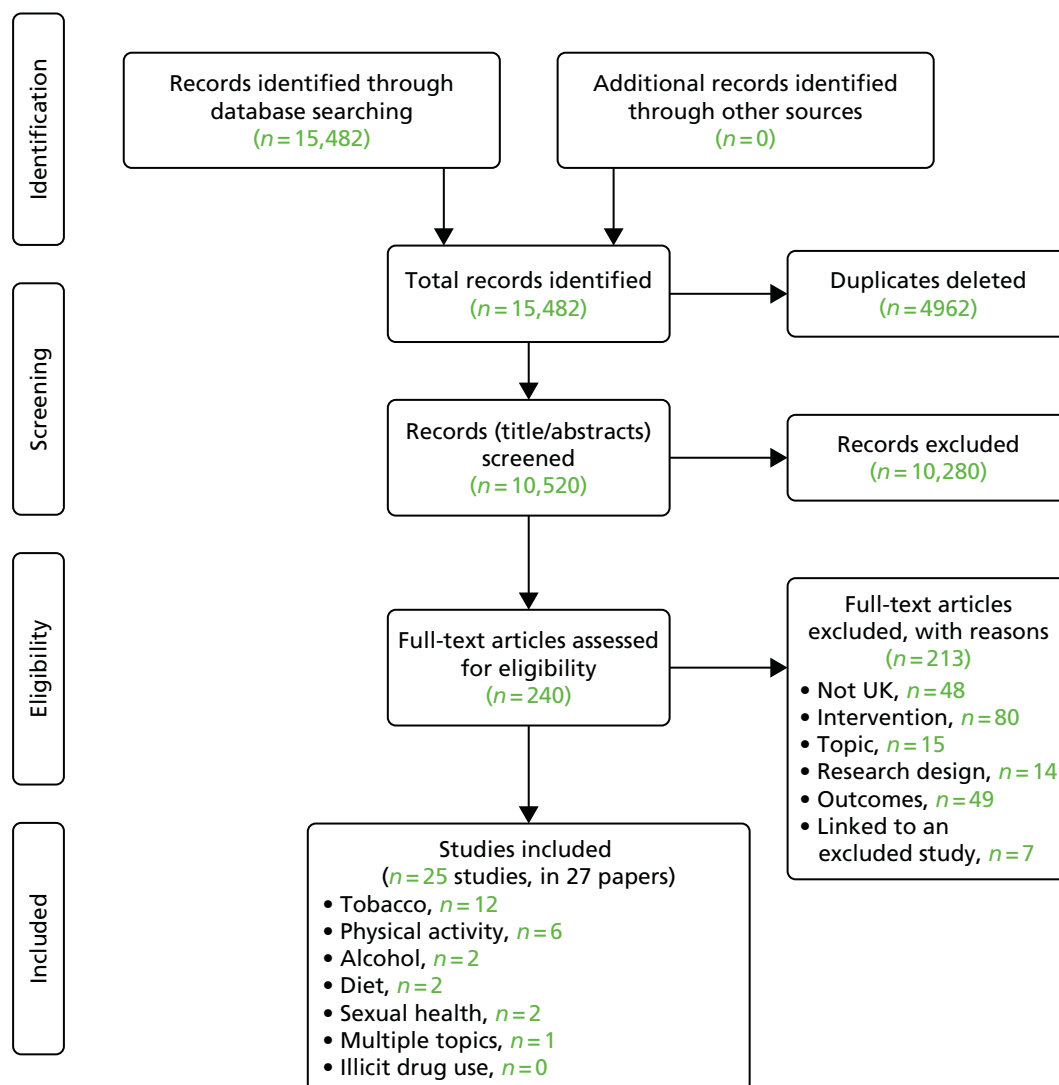 Identification
Records identified through
database searching
(n = 15,482)
Additional records identified
through other sources
(n = 0)
Total records identified
(n = 15,482)
Duplicates deleted
(n = 4962)
Screening
Records (title/abstracts)
screened
(n = 10,520)
Records excluded
(n = 10,280)
Eligibility
Full-text articles assessed
for eligibility
(n = 240)
Full-text articles
excluded, with reasons
(n = 213)
• Not UK, n = 48
• Intervention, n = 80
• Topic, n = 15
• Research design, n = 14
• Outcomes, n = 49
• Linked to an
excluded study, n = 7
Included
Studies included
(n = 25 studies, in 27 papers)
• Tobacco, n = 12
• Physical activity, n = 6
• Alcohol, n = 2
• Diet, n = 2
• Sexual health, n = 2
• Multiple topics, n = 1
• Illicit drug use, n = 0